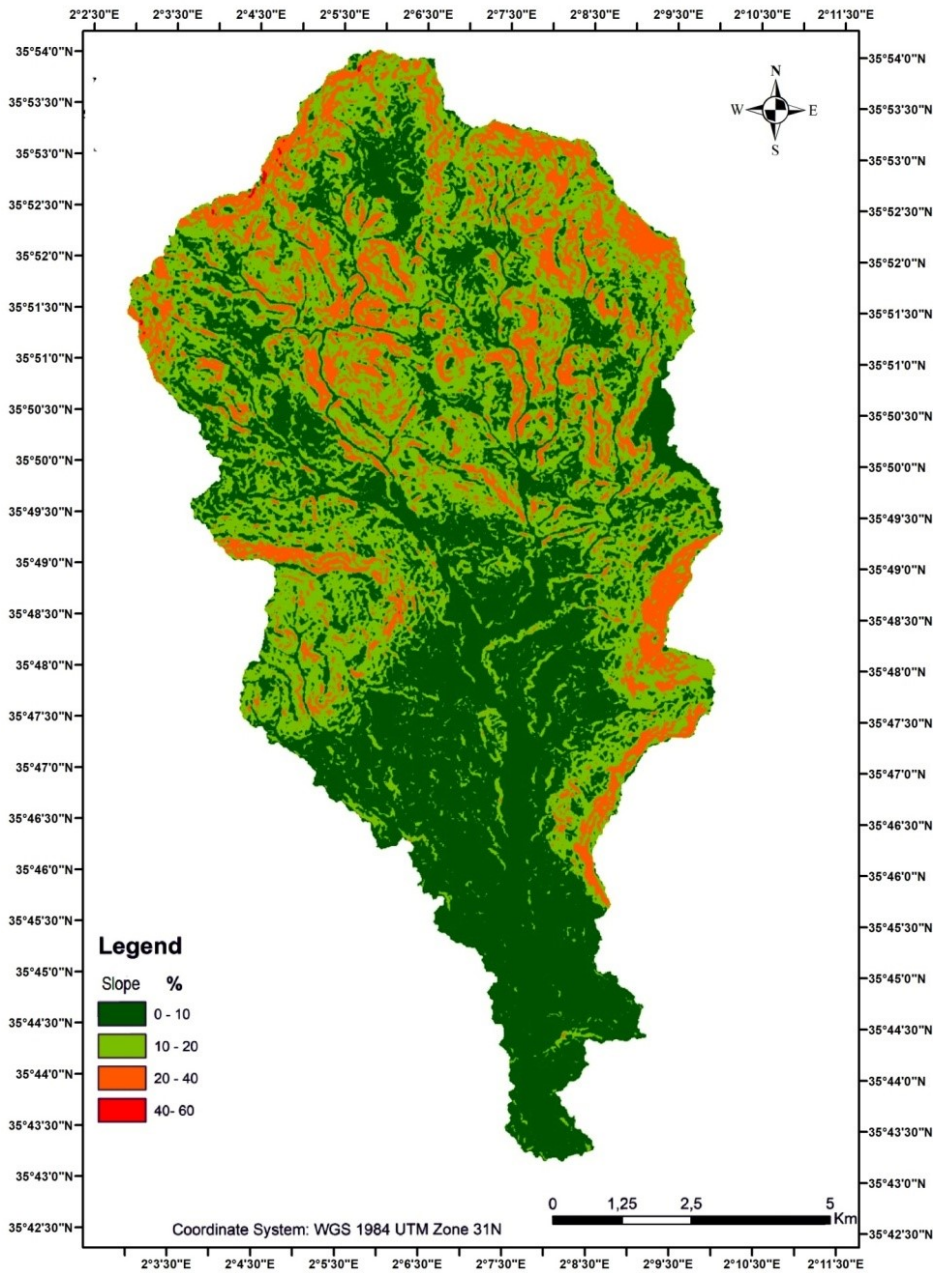 2°2'30"E 2°3'30"E 2°4'30"E 2°5'30"E 2°6'30"E 2°7'30"E 2°8'30"E 2°9'30"E 2°10'30"E 2°11'30"E
35°54'0"N 35°54'0"N
N
35°53'30"N W E 35°53'30"N
S
35°53'0"N 35°53'0"N
35°52'30"N 35°52'30"N
35°52'0"N 35°52'0"N
35°51'30"N 35°51'30"N
35°51'0"N 35°51'0"N
35°50'30"N 35°50'30"N
35°50'0"N 35°50'0"N
35°49'30"N 35°49'30"N
35°49'0"N 35°49'0"N
35°48'30"N 35°48'30"N
35°48'0"N 35°48'0"N
35°47'30"N 35°47'30"N
35°47'0"N 35°47'0"N
35°46'30"N 35°46'30"N
35°46'0"N 35°46'0"N
35°45'30"N 35°45'30"N
Legend
35°45'0"N 35°45'0"N
Slope %
0 - 10
35°44'30"N 35°44'30"N
10 - 20
35°44'0"N 35°44'0"N
20 - 40
40- 60
35°43'30"N 35°43'30"N
35°43'0"N 35°43'0"N
0 1,25 2,5 5
Km
35°42'30"N 35°42'30"N
Coordinate System: WGS 1984 UTM Zone 31N
2°3'30"E 2°4'30"E 2°5'30"E 2°6'30"E 2°7'30"E 2°8'30"E 2°9'30"E 2°10'30"E 2°11'30"E